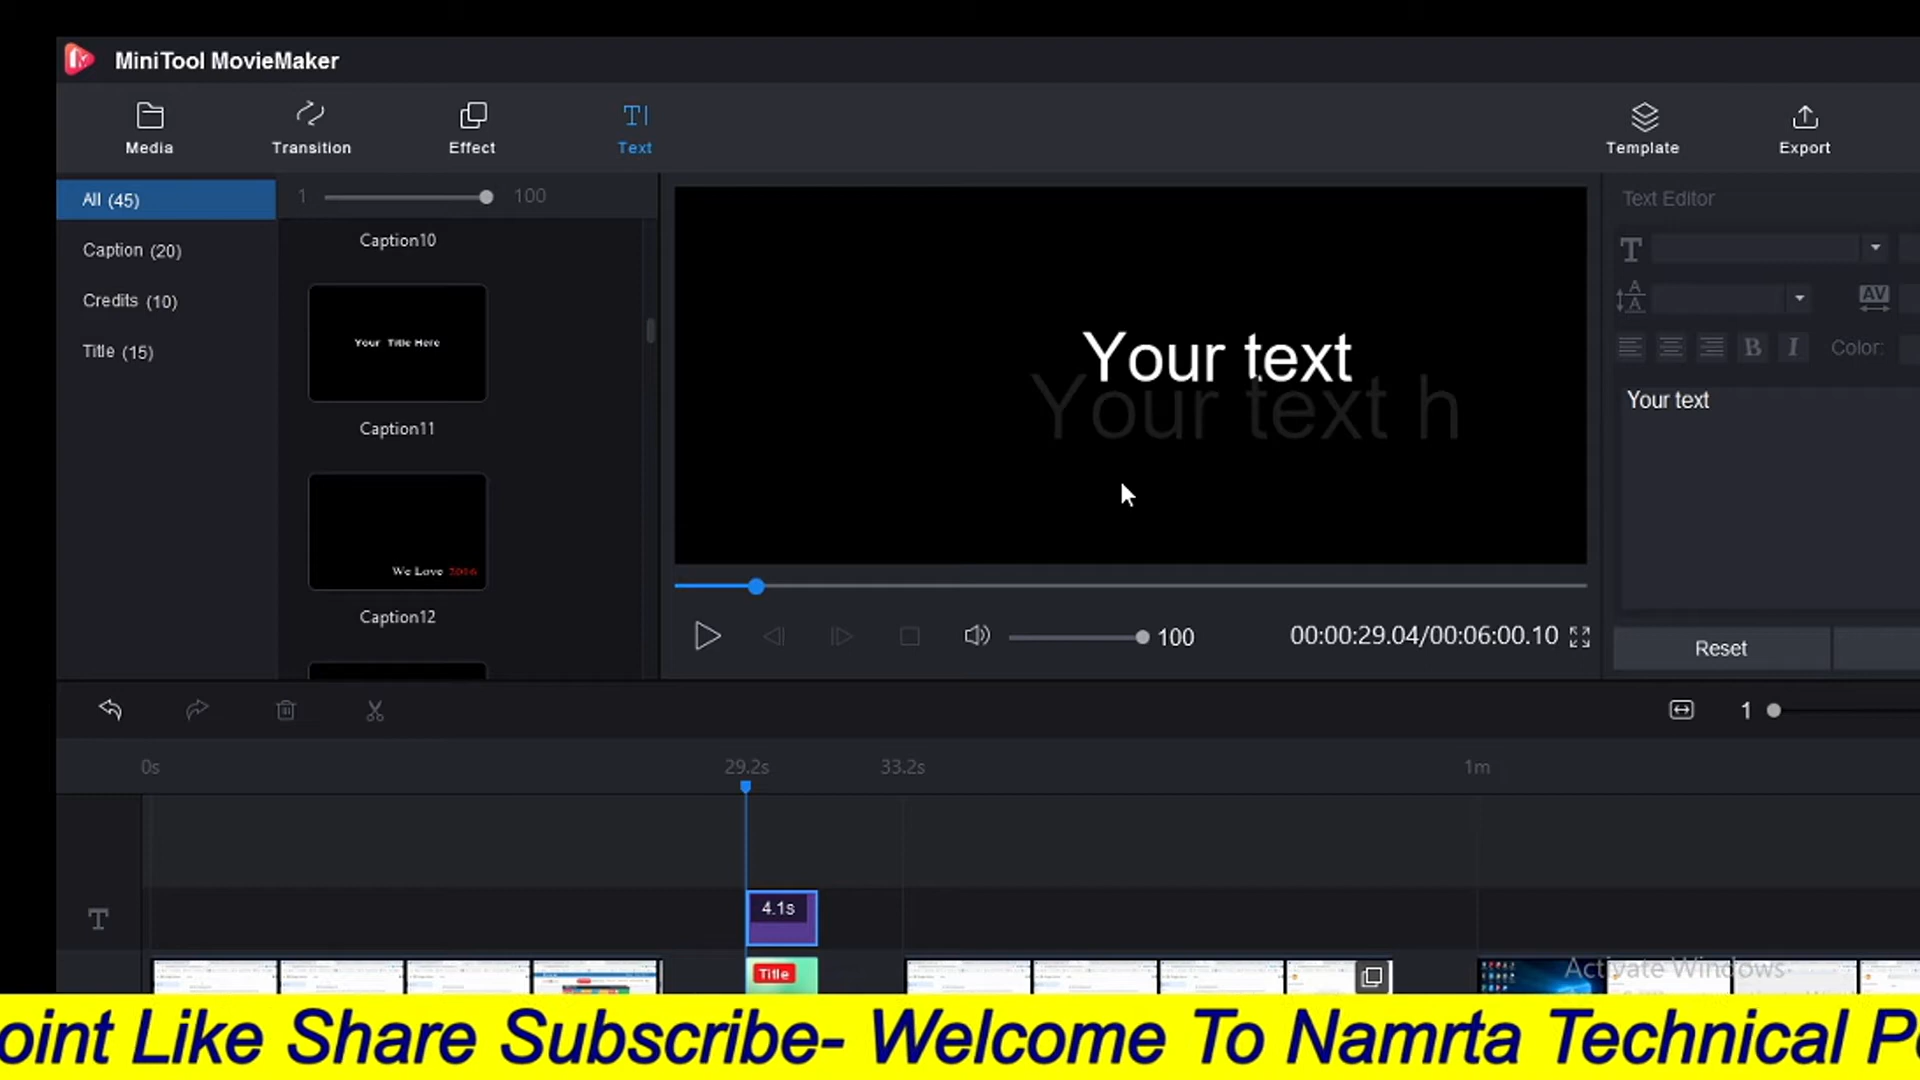 MiniTool MovieMaker
Media
Transition
Effect
Text
Template
Export
All (45)
Caption (20)
Credits (10)
Title (15)
1
100
Caption10
Your Title Here
Caption11
We Love 2016
Caption12
Your text
Your text h
00:00:29.04/00:06:00.10
100
Text Editor
T
A
A
AV
B
I
Color:
Your text
Reset
1
0s
29.2s
33.2s
1m
T
4.1s
Title
Activate Windows
oint Like Share Subscribe- Welcome To Namrta Technical P